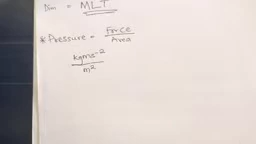 = MLT
* Pressure = Force
Area
kgms⁻²
m²